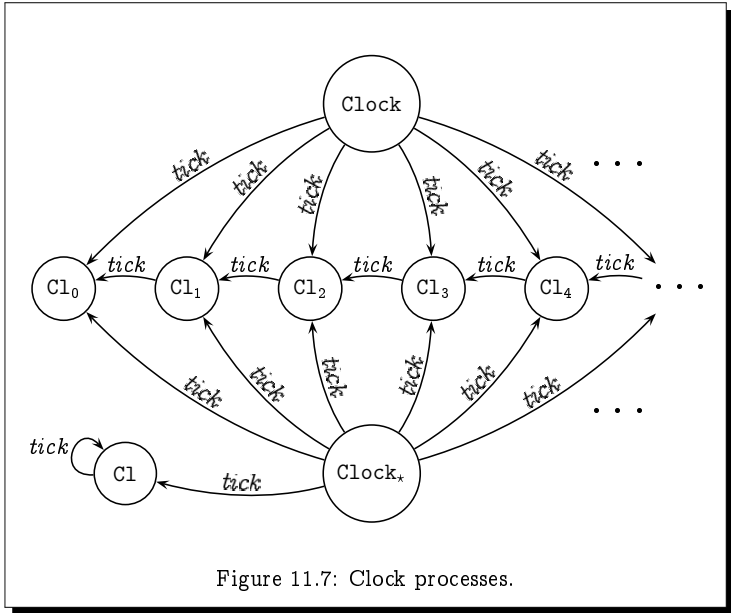 Clock
tick tick tick tick tick tick . . .
tick tick tick tick tick
Cl₀ Cl₁ Cl₂ Cl₃ Cl₄ . . .
tick tick tick tick tick tick . . .
tick
Cl tick Clock⋆
Figure 11.7: Clock processes.